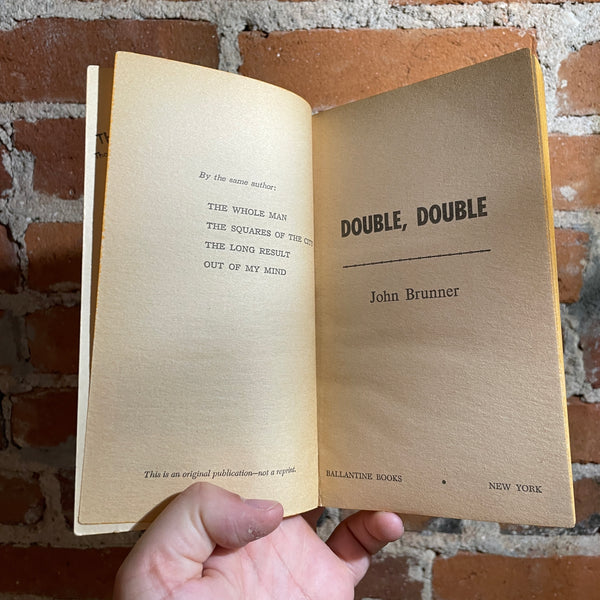 Th
By the same author:
THE WHOLE MAN
THE SQUARES OF THE CITY
THE LONG RESULT
OUT OF MY MIND
This is an original publication—not a reprint.
DOUBLE, DOUBLE
John Brunner
BALLANTINE BOOKS • NEW YORK